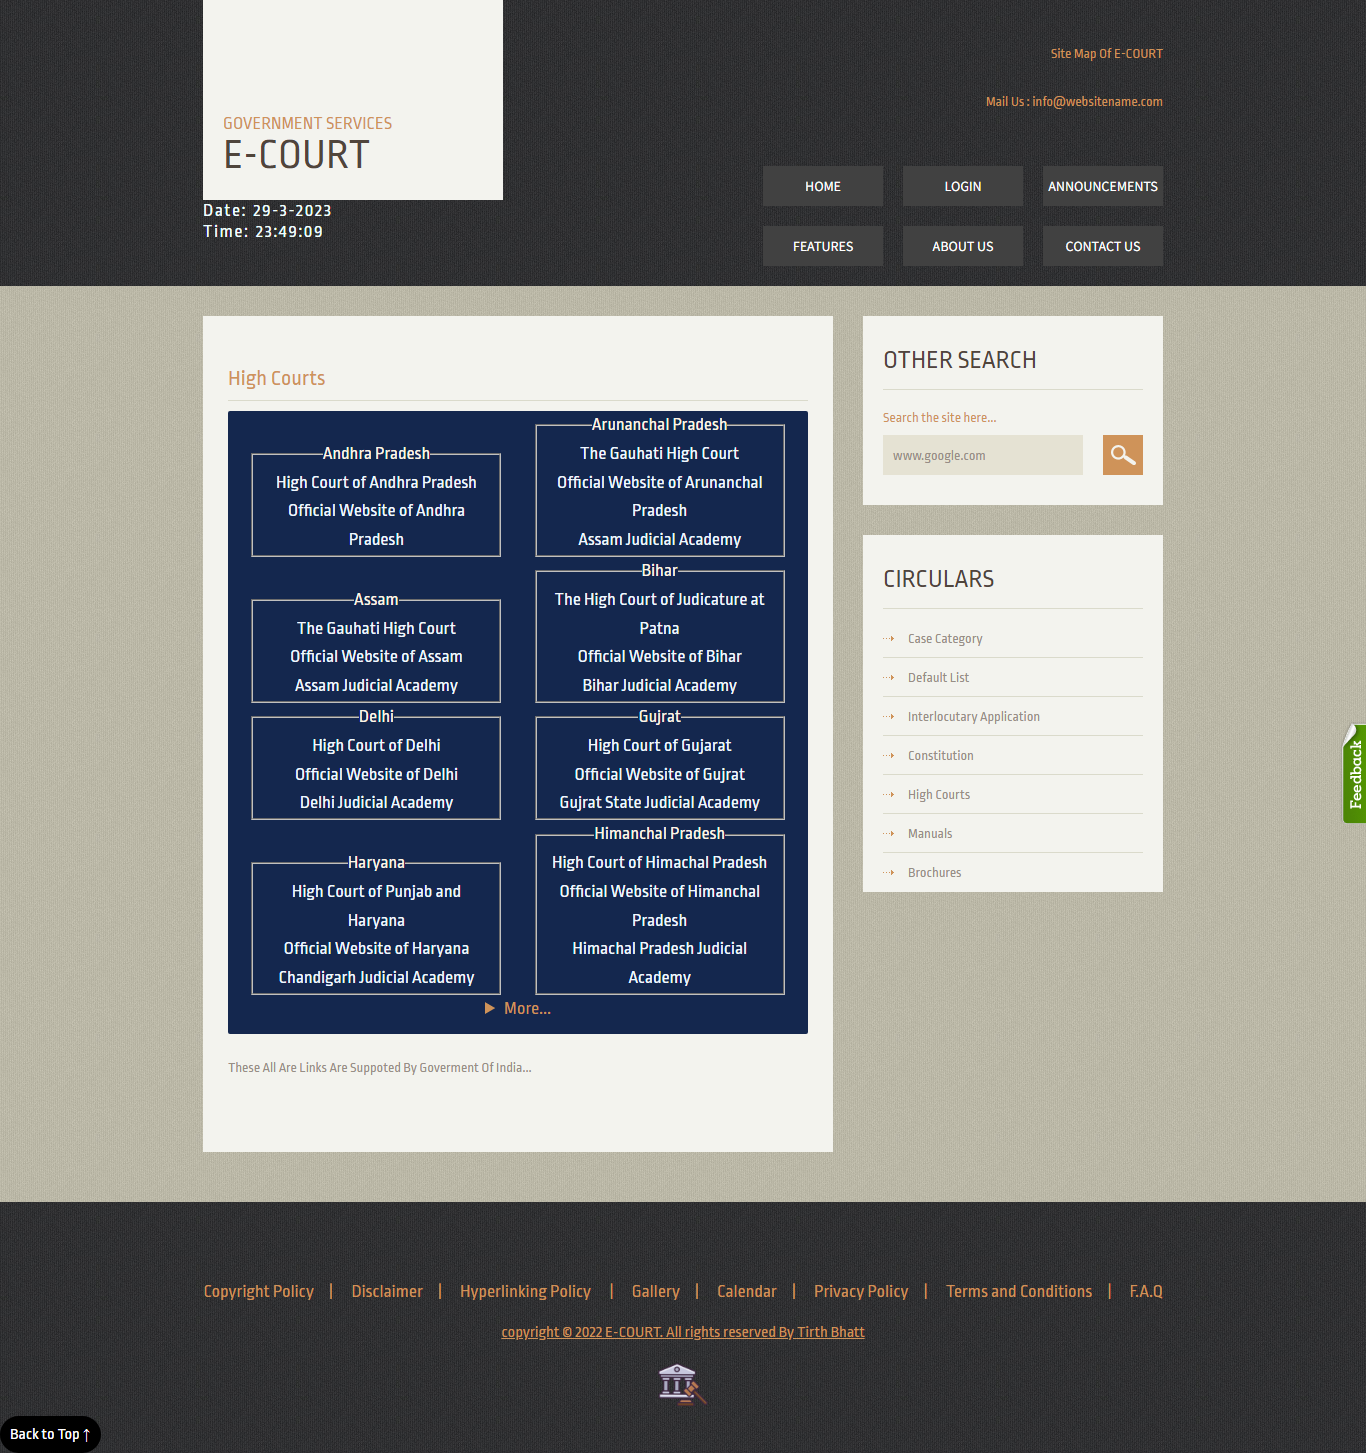 Site Map Of E-COURT
Mail Us : info@websitename.com
GOVERNMENT SERVICES
E-COURT
Date: 29-3-2023
Time: 23:49:09
HOME
LOGIN
ANNOUNCEMENTS
FEATURES
ABOUT US
CONTACT US
High Courts
Andhra Pradesh
High Court of Andhra Pradesh
Official Website of Andhra
Pradesh
Arunanchal Pradesh
The Gauhati High Court
Official Website of Arunanchal
Pradesh
Assam Judicial Academy
Assam
The Gauhati High Court
Official Website of Assam
Assam Judicial Academy
Bihar
The High Court of Judicature at
Patna
Official Website of Bihar
Bihar Judicial Academy
Delhi
High Court of Delhi
Official Website of Delhi
Delhi Judicial Academy
Gujrat
High Court of Gujarat
Official Website of Gujrat
Gujrat State Judicial Academy
Haryana
High Court of Punjab and
Haryana
Official Website of Haryana
Chandigarh Judicial Academy
Himanchal Pradesh
High Court of Himachal Pradesh
Official Website of Himanchal
Pradesh
Himachal Pradesh Judicial
Academy
More...
These All Are Links Are Suppoted By Goverment Of India...
OTHER SEARCH
Search the site here...
www.google.com
CIRCULARS
Case Category
Default List
Interlocutary Application
Constitution
High Courts
Manuals
Brochures
Feedback
Copyright Policy | Disclaimer | Hyperlinking Policy | Gallery | Calendar | Privacy Policy | Terms and Conditions | F.A.Q
copyright © 2022 E-COURT. All rights reserved By Tirth Bhatt
Back to Top ↑